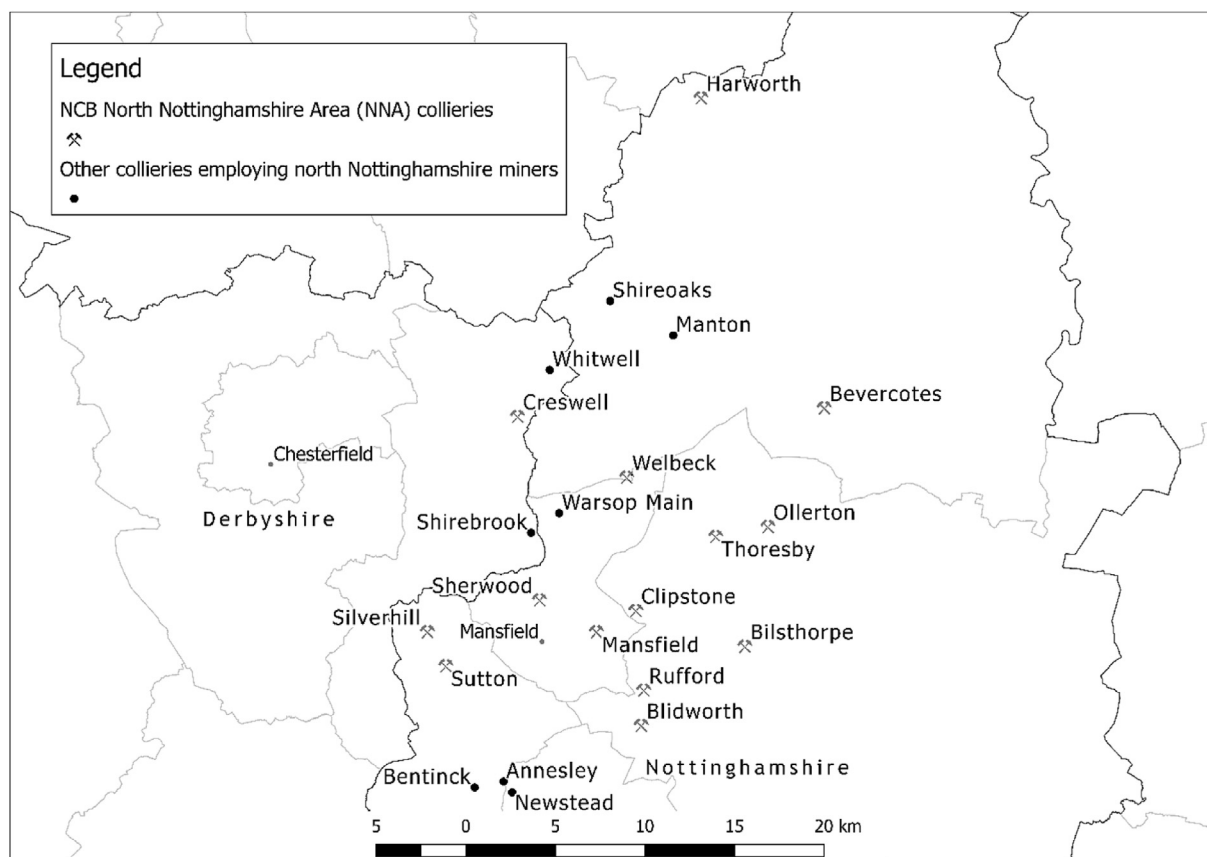 Legend
NCB North Nottinghamshire Area (NNA) collieries
Other collieries employing north Nottinghamshire miners
Harworth
Shireoaks
Manton
Whitwell
Creswell
Bevercotes
Chesterfield
Welbeck
Warsop Main
Derbyshire
Shirebrook
Ollerton
Thoresby
Sherwood
Clipstone
Silverhill
Mansfield
Mansfield
Bilsthorpe
Sutton
Rufford
Blidworth
Nottinghamshire
Bentinck
Annesley
Newstead
5 0 5 10 15 20 km